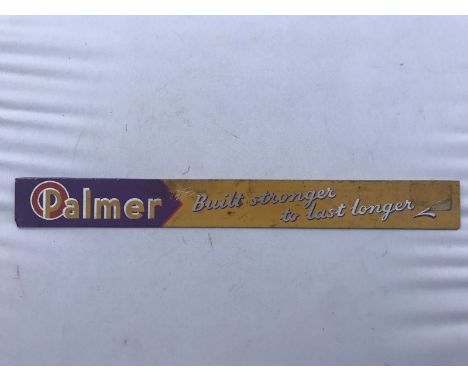 Palmer
Built stronger
to last longer